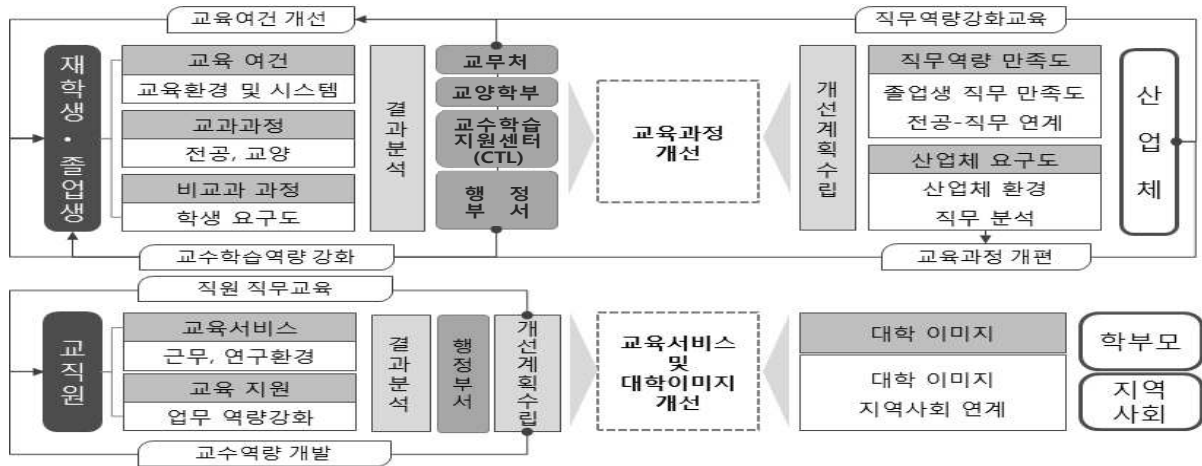 교육여건 개선
직무역량강화교육
재학생·졸업생
교육 여건
교육환경 및 시스템
교과과정
전공, 교양
비교과 과정
학생 요구도
결과분석
교무처
교양학부
교수학습
지원센터
(CTL)
행 정
부 서
교육과정
개선
개선계획수립
직무역량 만족도
졸업생 직무 만족도
전공-직무 연계
산업체 요구도
산업체 환경
직무 분석
산업체
교수학습역량 강화
교육과정 개편
직원 직무교육
교직원
교육서비스
근무, 연구환경
교육 지원
업무 역량강화
결과분석
행정부서
개선계획수립
교육서비스
및
대학이미지
개선
대학 이미지
대학 이미지
지역사회 연계
학부모
지역
사회
교수역량 개발